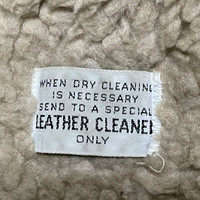 WHEN DRY CLEANING
IS NECESSARY
SEND TO A SPECIAL
LEATHER CLEANER
ONLY